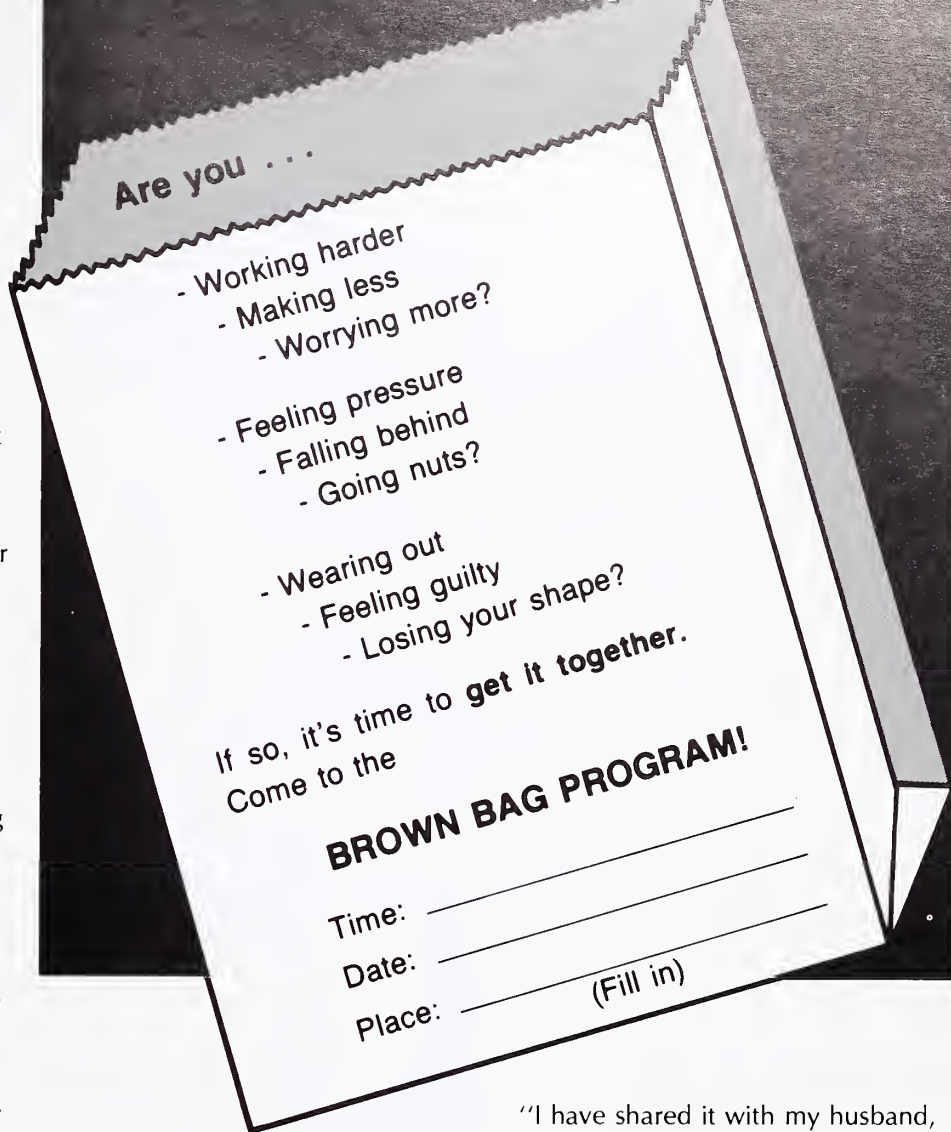 Are you . . .
- Working harder
- Making less
- Worrying more?
- Feeling pressure
- Falling behind
- Going nuts?
- Wearing out
- Feeling guilty
- Losing your shape?
If so, it's time to get it together.
Come to the
BROWN BAG PROGRAM!
Time:
Date:
Place:
(Fill in)
"I have shared it with my husband,